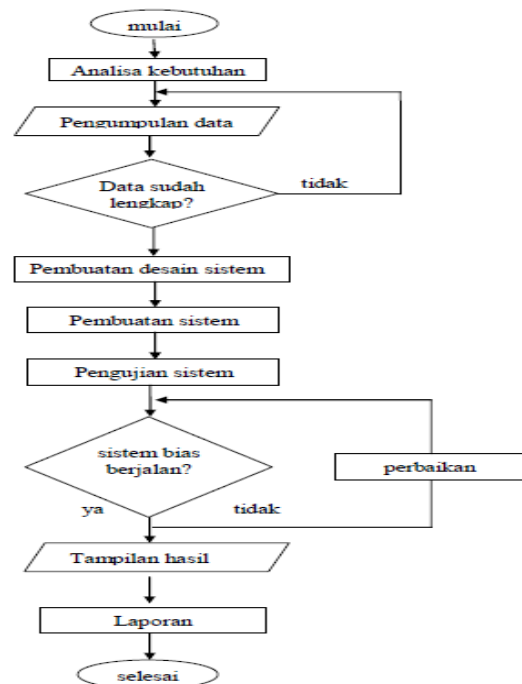 mulai
Analisa kebutuhan
Pengumpulan data
Data sudah
lengkap?
tidak
Pembuatan desain sistem
Pembuatan sistem
Pengujian sistem
sistem bias
berjalan?
perbaikan
ya
tidak
Tampilan hasil
Laporan
selesai